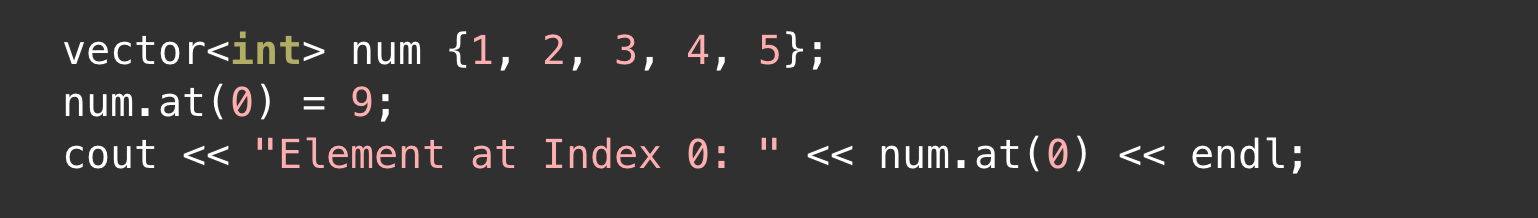 vector<int> num {1, 2, 3, 4, 5};
num.at(0) = 9;
cout << "Element at Index 0: " << num.at(0) << endl;